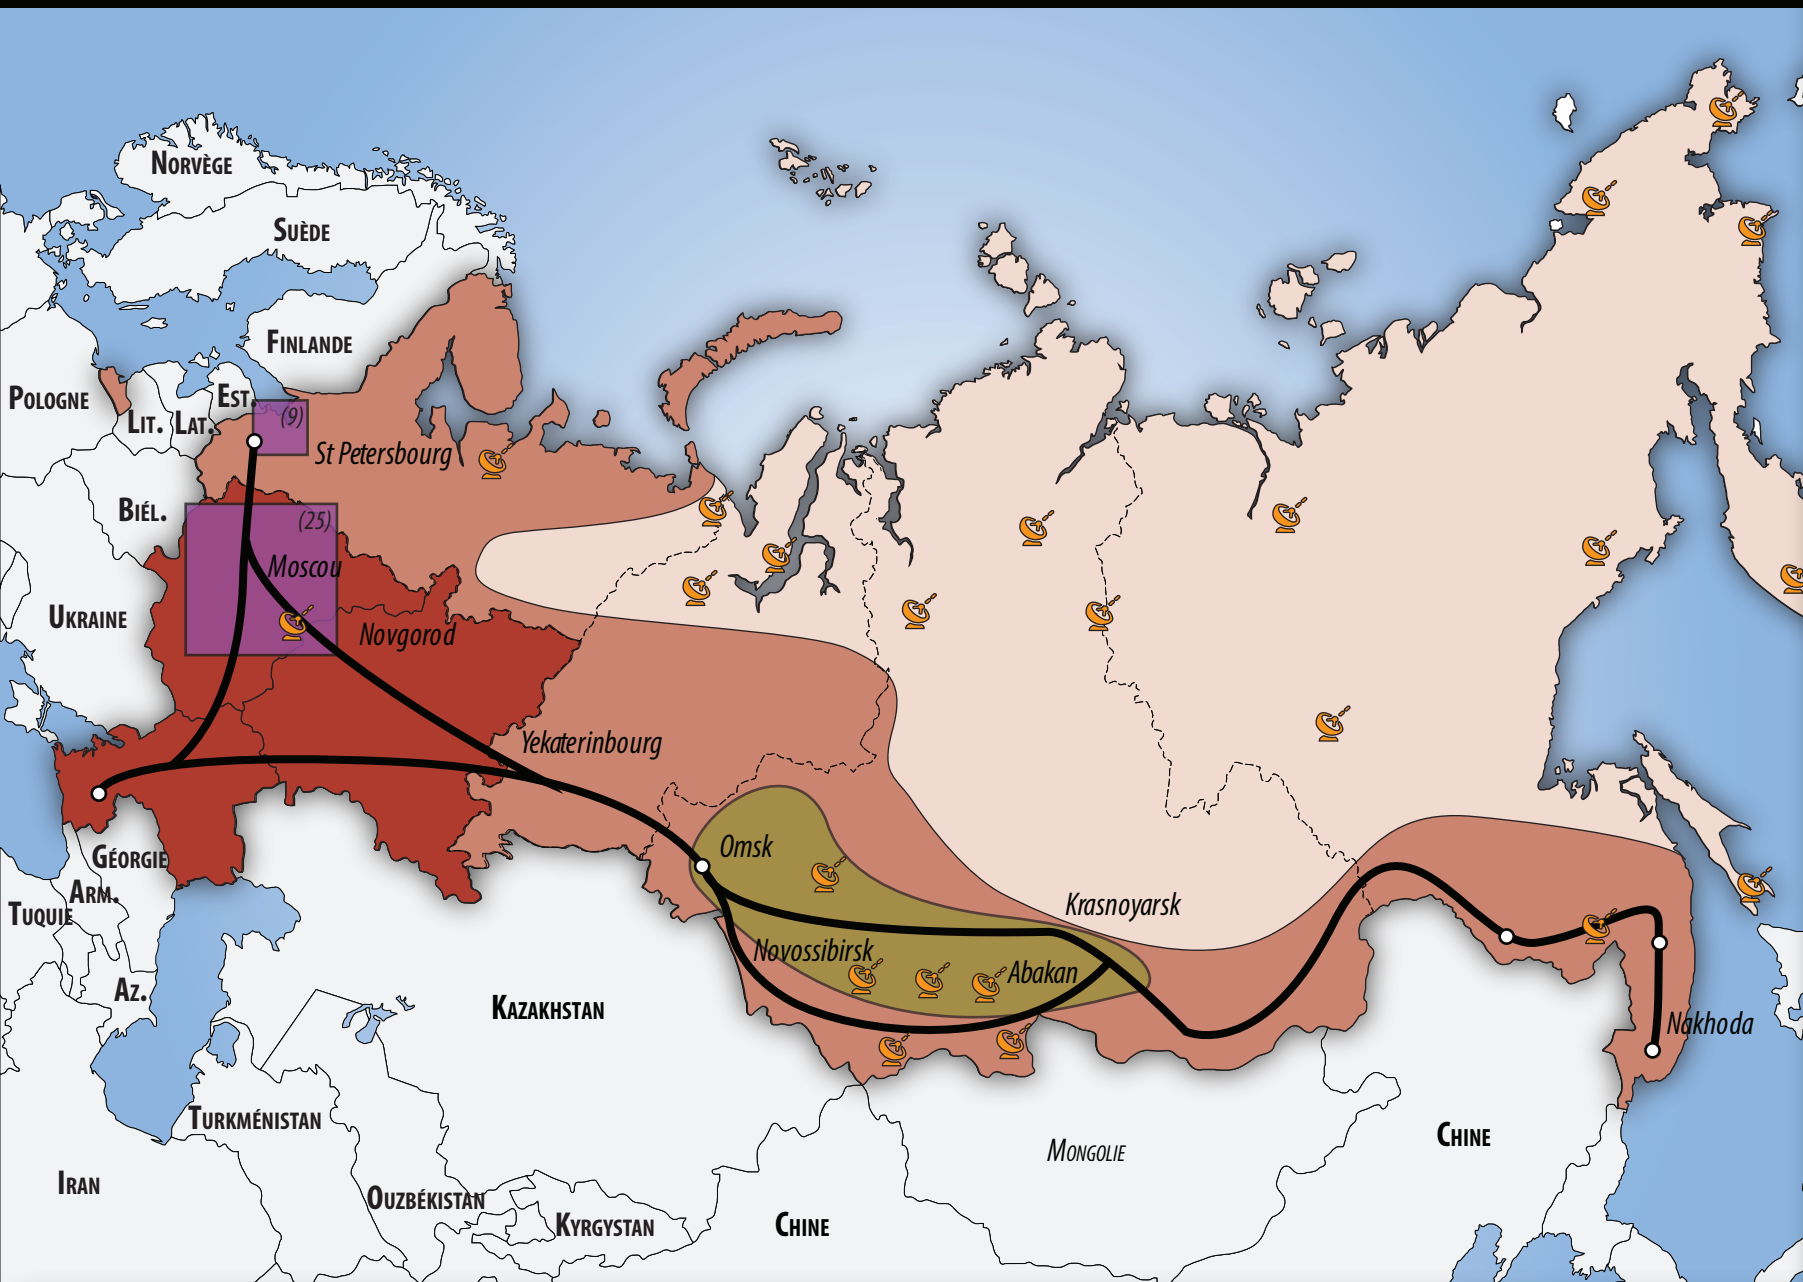 NORVÈGE
SUÈDE
FINLANDE
EST.
POLOGNE
LIT.
LAT.
(9)
St Petersbourg
BIÉL.
(25)
Moscou
UKRAINE
Novgorod
Yekaterinbourg
Omsk
GÉORGIE
ARM.
TUQUIE
Krasnoyarsk
Novossibirsk
Abakan
AZ.
KAZAKHSTAN
Nakhoda
TURKMÉNISTAN
CHINE
MONGOLIE
IRAN
OUZBÉKISTAN
KYRGYSTAN
CHINE